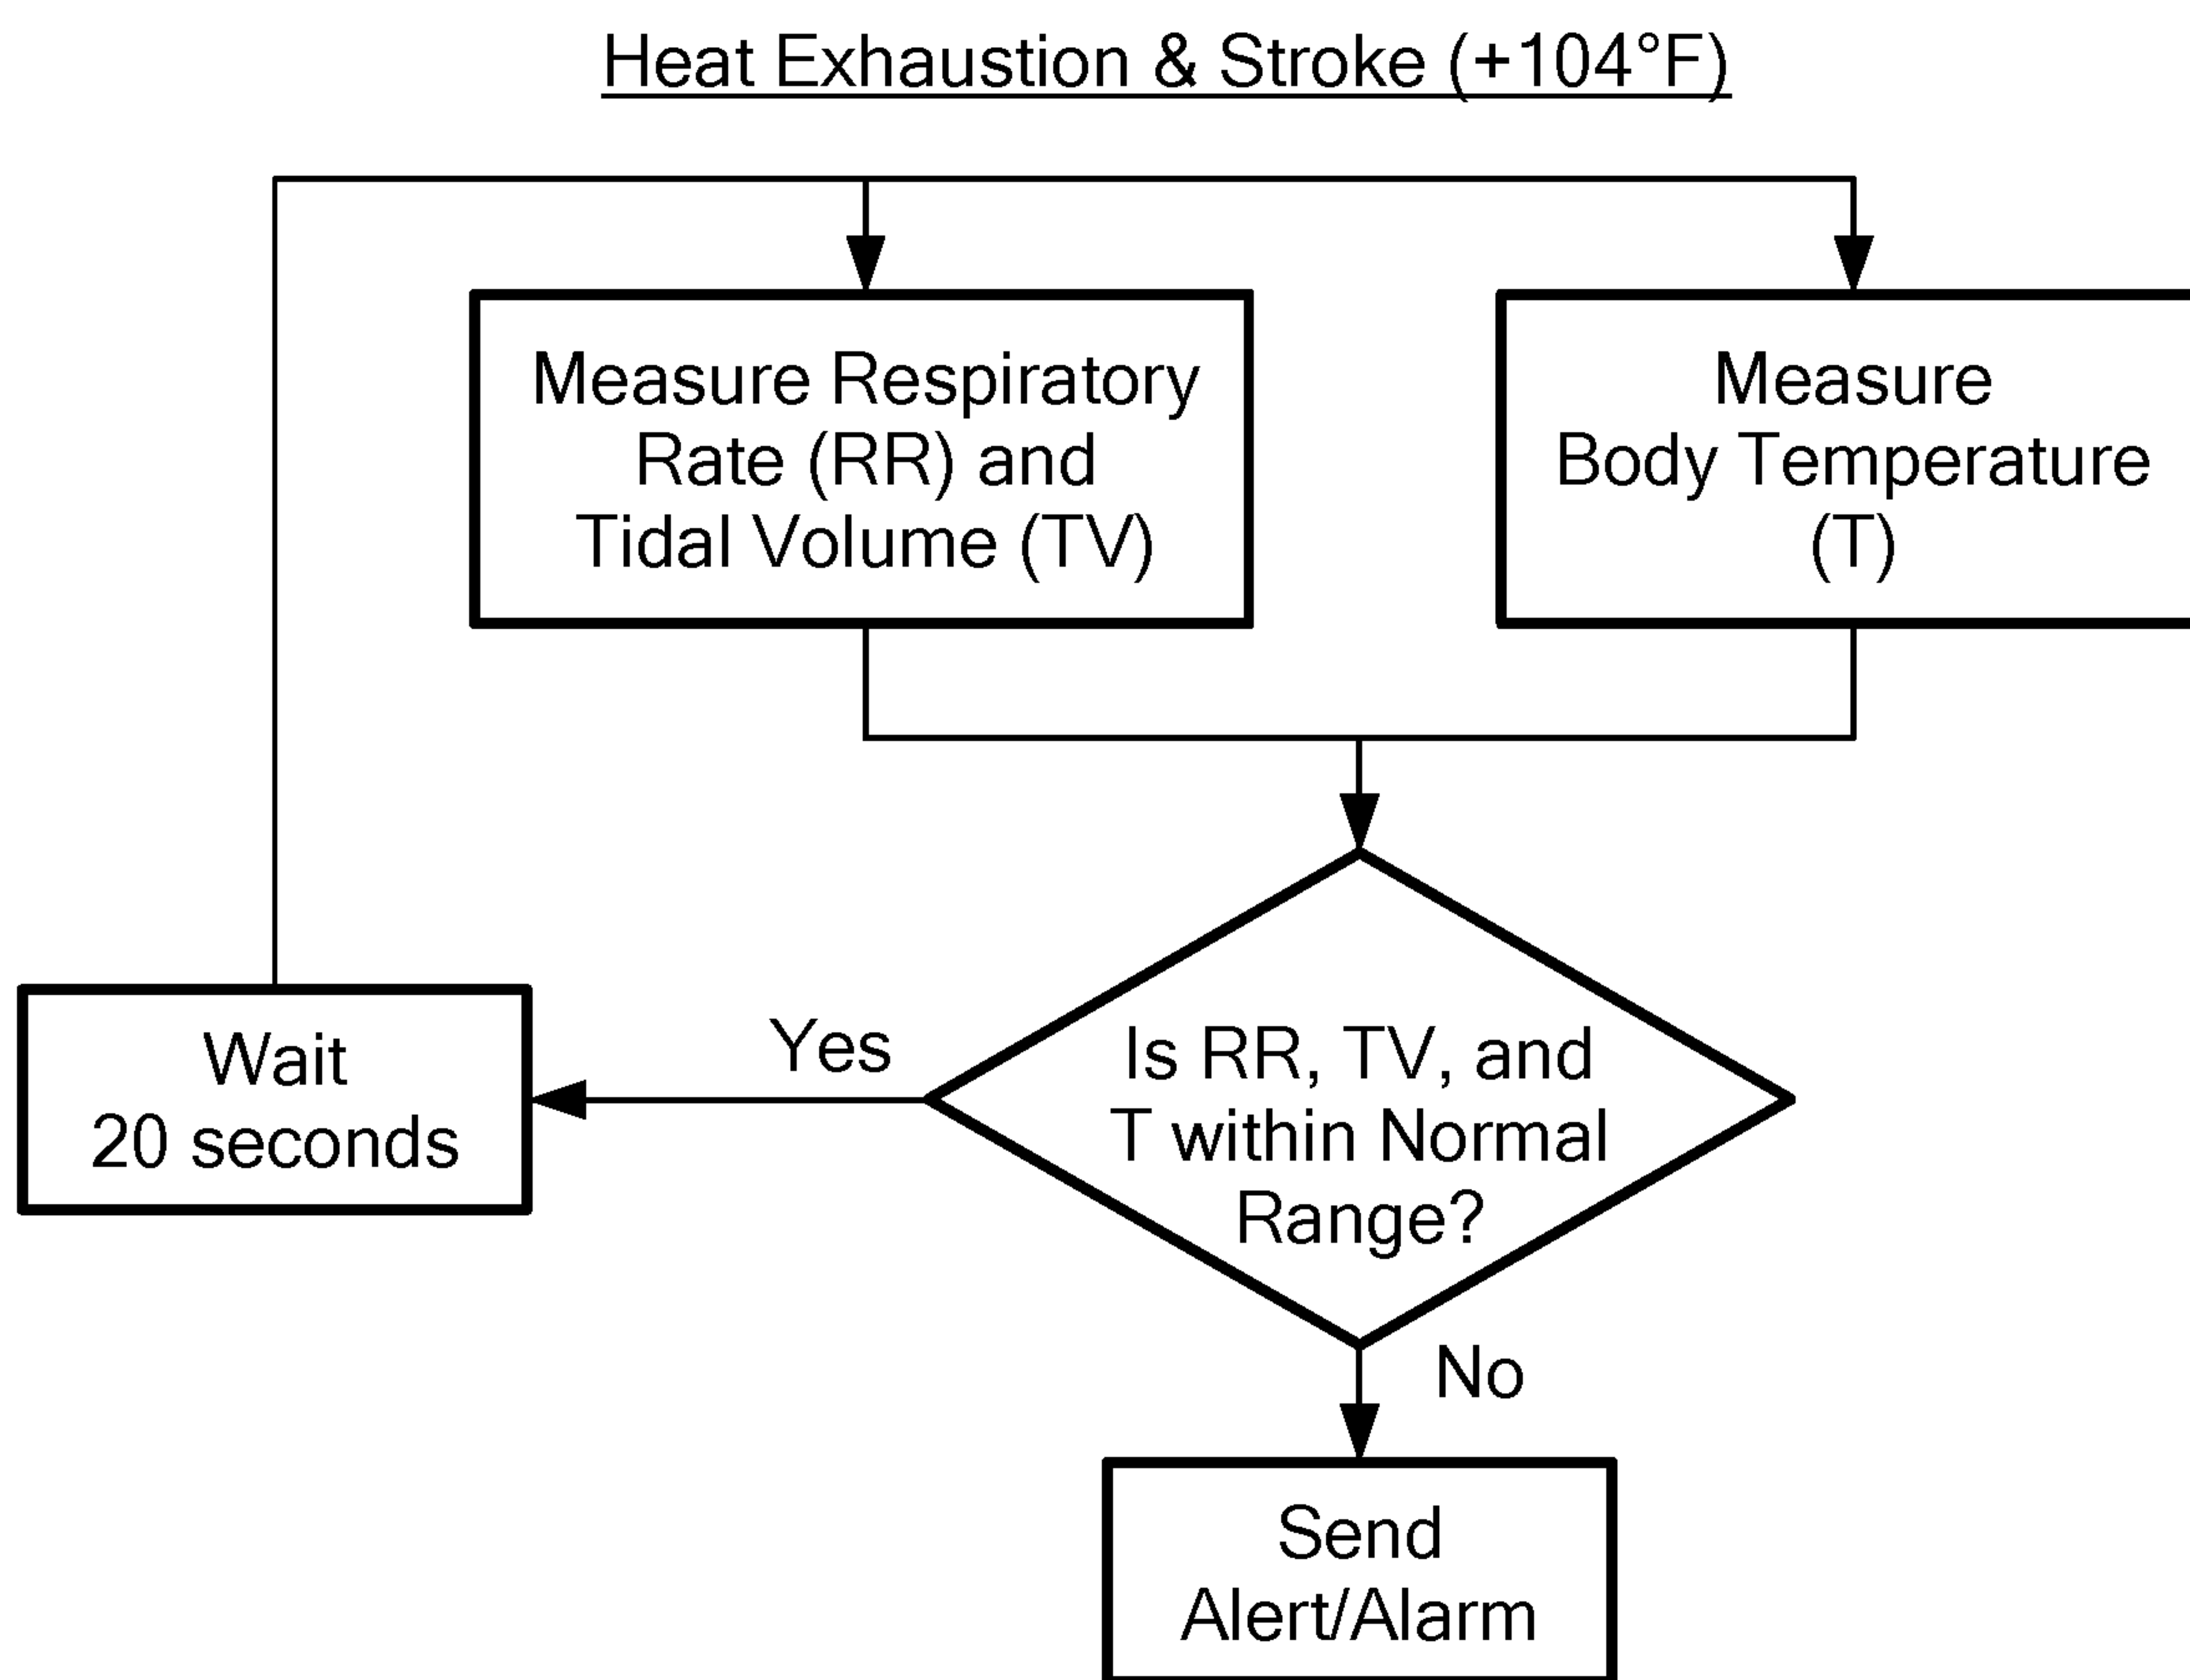 Heat Exhaustion & Stroke (+104°F)
Measure Respiratory
Rate (RR) and
Tidal Volume (TV)
Measure
Body Temperature
(T)
Is RR, TV, and
T within Normal
Range?
Yes
Wait
20 seconds
No
Send
Alert/Alarm